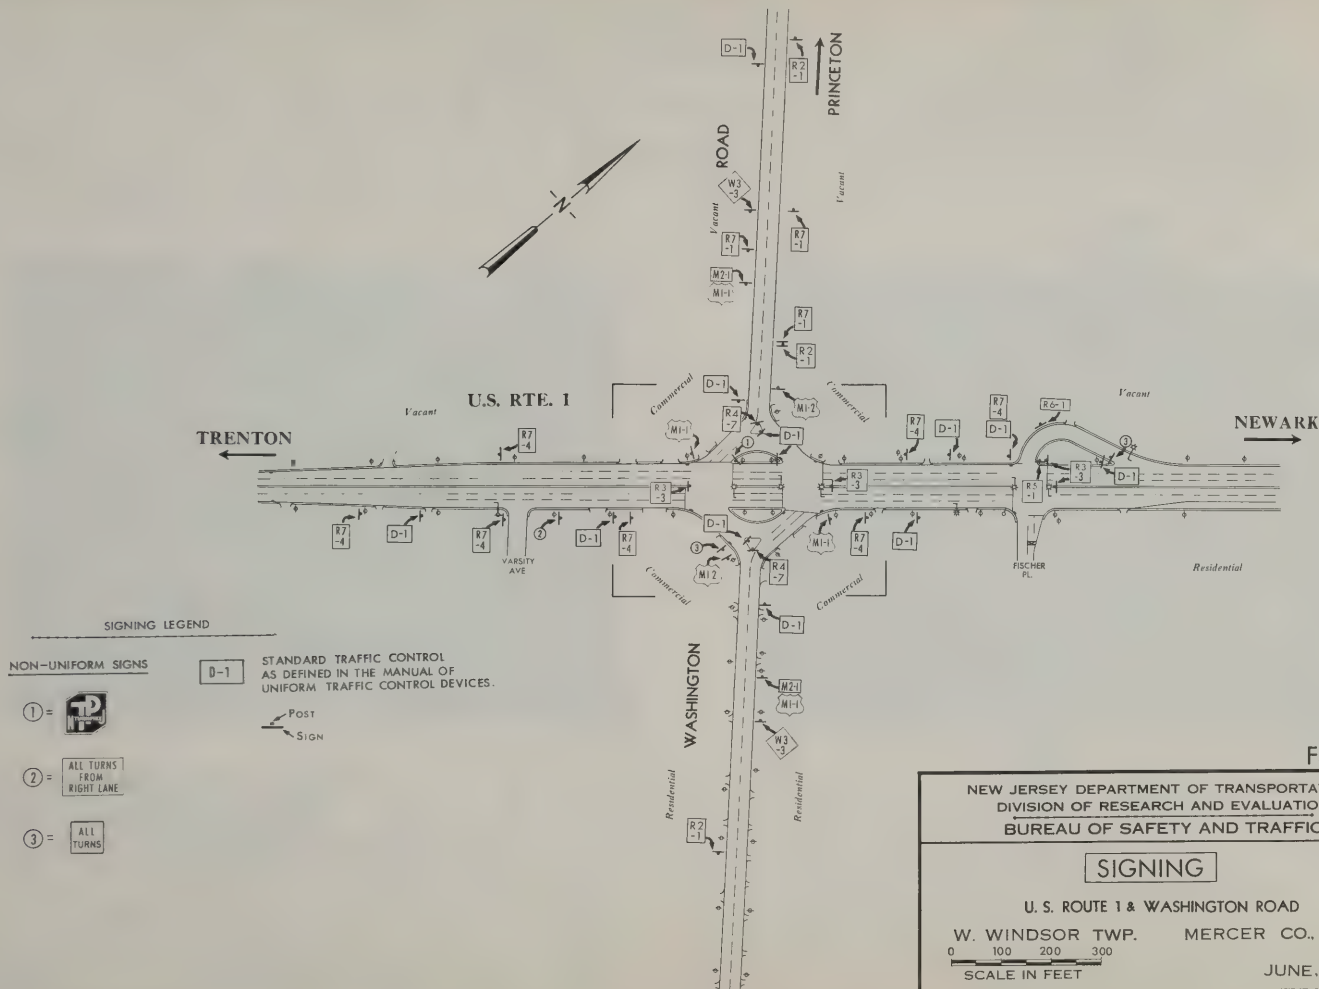 D-1
R2
-1
PRINCETON
ROAD
W3
-3
Vacant
Vacant
R7
-1
R7
-1
M2-1
M1-1
R7
-1
R2
-1
D-1
Commercial
Commercial
M1-2
R4
-7
D-1
M1-1
1
U.S. RTE. 1
Vacant
TRENTON
R7
-4
R7
-4
D-1
R7
-4
D-1
R6-1
Vacant
3
NEWARK
R3
-3
R3
-3
R5
-1
R3
-3
D-1
R7
-4
D-1
R7
-4
2
D-1
R7
-4
D-1
3
M1-2
R4
-7
M1-1
R7
-4
D-1
VARSITY
AVE
FISCHER
PL.
Residential
Commercial
Commercial
D-1
WASHINGTON
M2-1
M1-1
W3
-3
Residential
Residential
R2
-1
SIGNING LEGEND
NON-UNIFORM SIGNS
D-1
STANDARD TRAFFIC CONTROL
AS DEFINED IN THE MANUAL OF
UNIFORM TRAFFIC CONTROL DEVICES.
POST
SIGN
1 =
2 =
ALL TURNS
FROM
RIGHT LANE
3 =
ALL
TURNS
F
NEW JERSEY DEPARTMENT OF TRANSPORTA
DIVISION OF RESEARCH AND EVALUATIO
BUREAU OF SAFETY AND TRAFFIC
SIGNING
U. S. ROUTE 1 & WASHINGTON ROAD
W. WINDSOR TWP. MERCER CO.,
0 100 200 300
SCALE IN FEET
JUNE,